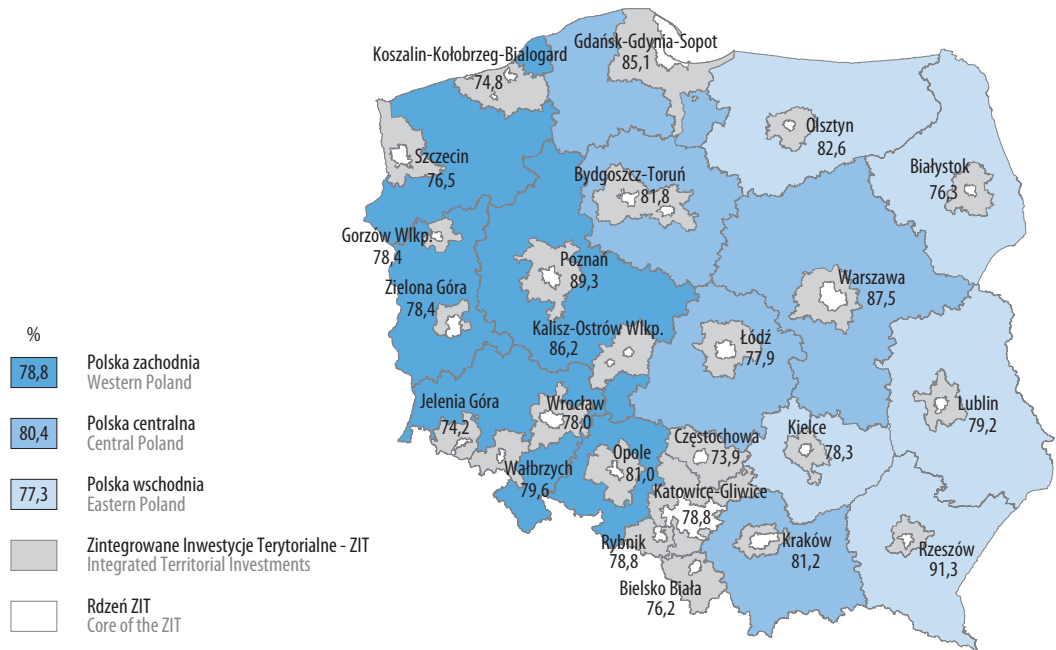 Gdańsk-Gdynia-Sopot
85,1
Koszalin-Kołobrzeg-Bialogard
74,8
Olsztyn
82,6
Szczecin
76,5
Bydgoszcz-Toruń
81,8
Białystok
76,3
Gorzów Wlkp.
78,4
Poznań
89,3
Warszawa
87,5
Zielona Góra
78,4
Kalisz-Ostrów Wlkp.
86,2
Łódź
77,9
Jelenia Góra
74,2
Wrocław
78,0
Lublin
79,2
Wałbrzych
79,6
Opole
81,0
Częstochowa
73,9
Kielce
78,3
Katowice-Gliwice
78,8
Rybnik
78,8
Kraków
81,2
Rzeszów
91,3
Bielsko Biała
76,2
%
78,8
Polska zachodnia
Western Poland
80,4
Polska centralna
Central Poland
77,3
Polska wschodnia
Eastern Poland
Zintegrowane Inwestycje Terytorialne - ZIT
Integrated Territorial Investments
Rdzeń ZIT
Core of the ZIT